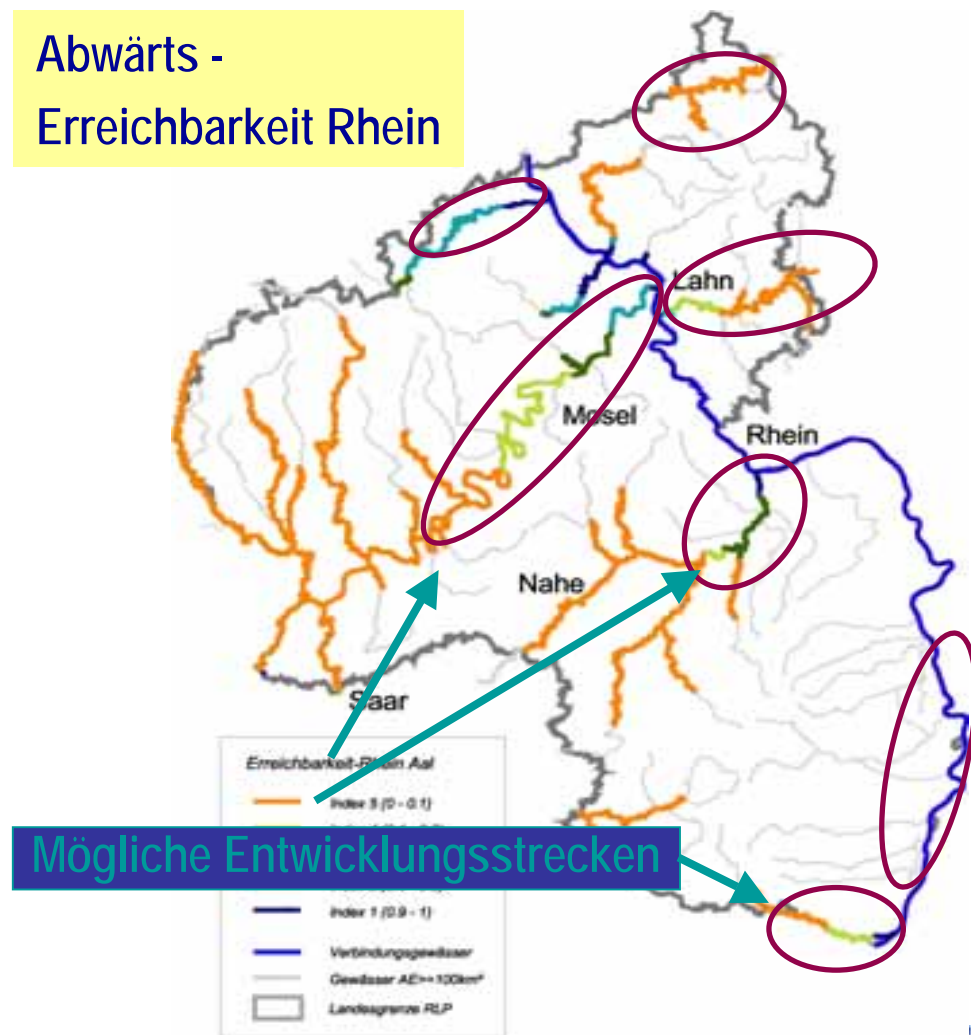 Abwärts -
Erreichbarkeit Rhein
Lahn
Mosel
Rhein
Nahe
Saar
Erreichbarkeit-Rhein Aal
Index 5 (0 - 0.1)
Mögliche Entwicklungsstrecken
Index 1 (0.9 - 1)
Verbindungsgewässer
Gewässer AE>=100km²
Landesgrenze RLP